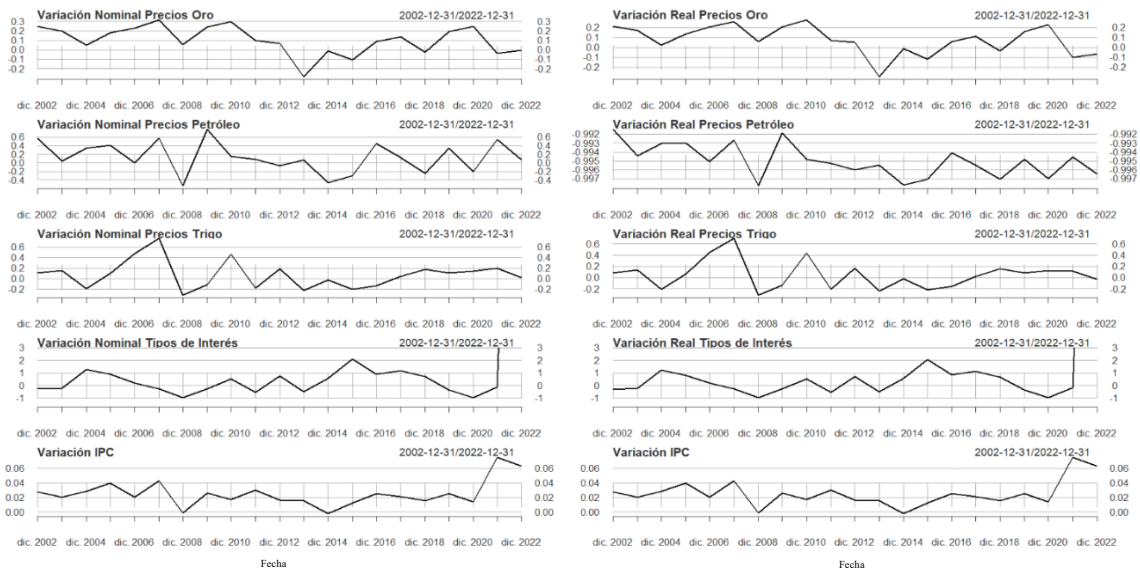 Variación Nominal Precios Oro 2002-12-31/2022-12-31
0.3 0.3
0.2 0.2
0.1 0.1
0.0 0.0
-0.2 -0.2
dic. 2002 dic. 2004 dic. 2006 dic. 2008 dic. 2010 dic. 2012 dic. 2014 dic. 2016 dic. 2018 dic. 2020 dic. 2022
Variación Nominal Precios Petróleo 2002-12-31/2022-12-31
0.6 0.6
0.4 0.4
0.2 0.2
0.0 0.0
-0.4 -0.4
dic. 2002 dic. 2004 dic. 2006 dic. 2008 dic. 2010 dic. 2012 dic. 2014 dic. 2016 dic. 2018 dic. 2020 dic. 2022
Variación Nominal Precios Trigo 2002-12-31/2022-12-31
0.6 0.6
0.4 0.4
0.2 0.2
0.0 0.0
-0.2 -0.2
dic. 2002 dic. 2004 dic. 2006 dic. 2008 dic. 2010 dic. 2012 dic. 2014 dic. 2016 dic. 2018 dic. 2020 dic. 2022
Variación Nominal Tipos de Interés 2002-12-31/2022-12-31
3 3
2 2
1 1
0 0
-1 -1
dic. 2002 dic. 2004 dic. 2006 dic. 2008 dic. 2010 dic. 2012 dic. 2014 dic. 2016 dic. 2018 dic. 2020 dic. 2022
Variación IPC 2002-12-31/2022-12-31
0.06 0.06
0.04 0.04
0.02 0.02
0.00 0.00
dic. 2002 dic. 2004 dic. 2006 dic. 2008 dic. 2010 dic. 2012 dic. 2014 dic. 2016 dic. 2018 dic. 2020 dic. 2022
Fecha
Variación Real Precios Oro 2002-12-31/2022-12-31
0.2 0.2
0.1 0.1
0.0 0.0
-0.2 -0.2
dic. 2002 dic. 2004 dic. 2006 dic. 2008 dic. 2010 dic. 2012 dic. 2014 dic. 2016 dic. 2018 dic. 2020 dic. 2022
Variación Real Precios Petróleo 2002-12-31/2022-12-31
-0.992 -0.992
-0.993 -0.993
-0.994 -0.994
-0.995 -0.995
-0.996 -0.996
-0.997 -0.997
dic. 2002 dic. 2004 dic. 2006 dic. 2008 dic. 2010 dic. 2012 dic. 2014 dic. 2016 dic. 2018 dic. 2020 dic. 2022
Variación Real Precios Trigo 2002-12-31/2022-12-31
0.6 0.6
0.4 0.4
0.2 0.2
0.0 0.0
-0.2 -0.2
dic. 2002 dic. 2004 dic. 2006 dic. 2008 dic. 2010 dic. 2012 dic. 2014 dic. 2016 dic. 2018 dic. 2020 dic. 2022
Variación Real Tipos de Interés 2002-12-31/2022-12-31
3 3
2 2
1 1
0 0
-1 -1
dic. 2002 dic. 2004 dic. 2006 dic. 2008 dic. 2010 dic. 2012 dic. 2014 dic. 2016 dic. 2018 dic. 2020 dic. 2022
Variación IPC 2002-12-31/2022-12-31
0.06 0.06
0.04 0.04
0.02 0.02
0.00 0.00
dic. 2002 dic. 2004 dic. 2006 dic. 2008 dic. 2010 dic. 2012 dic. 2014 dic. 2016 dic. 2018 dic. 2020 dic. 2022
Fecha